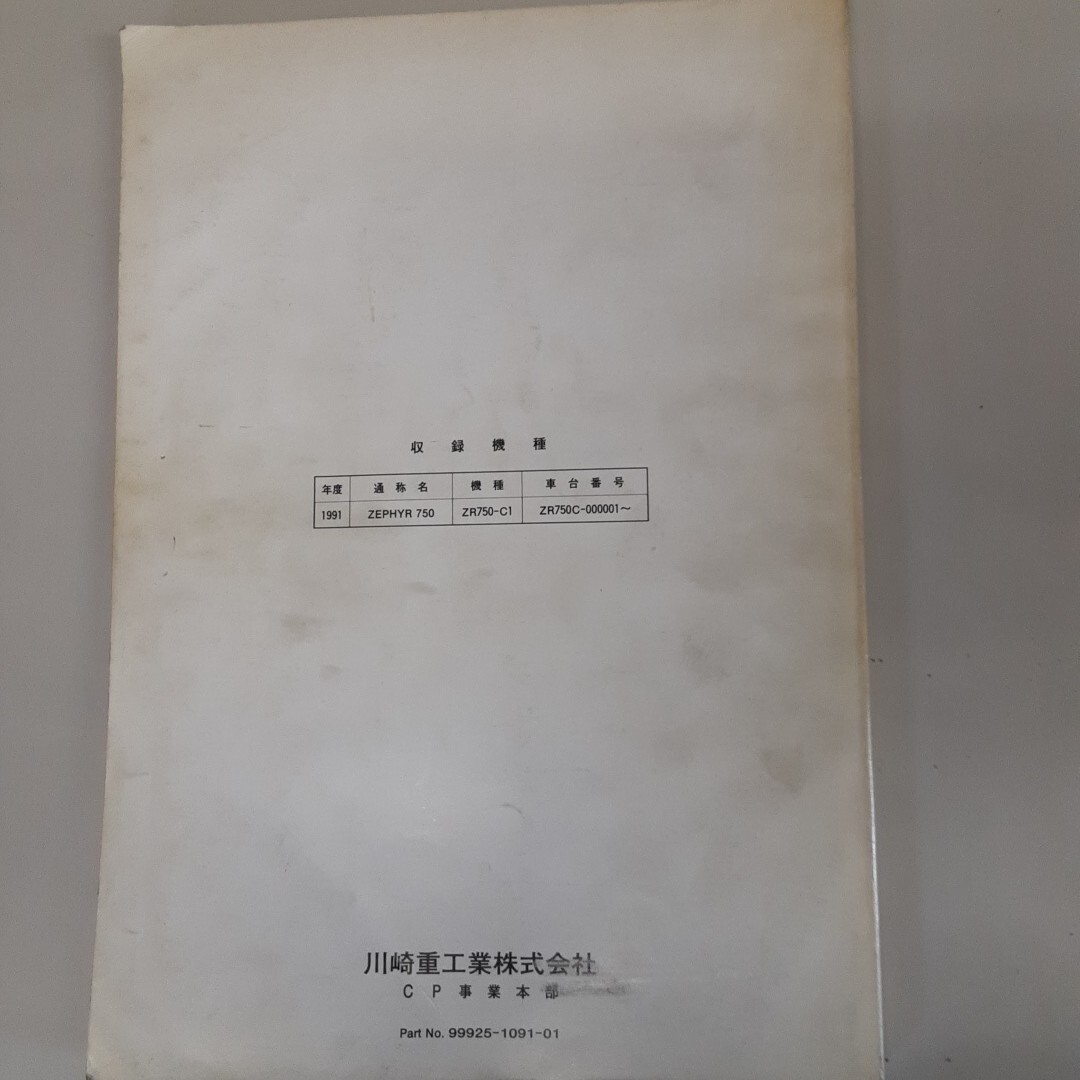 収録機種
年度 通称名 機種 車台番号
1991 ZEPHYR 750 ZR750-C1 ZR750C-000001〜
川崎重工業株式会社
CP事業本部
Part No. 99925-1091-01